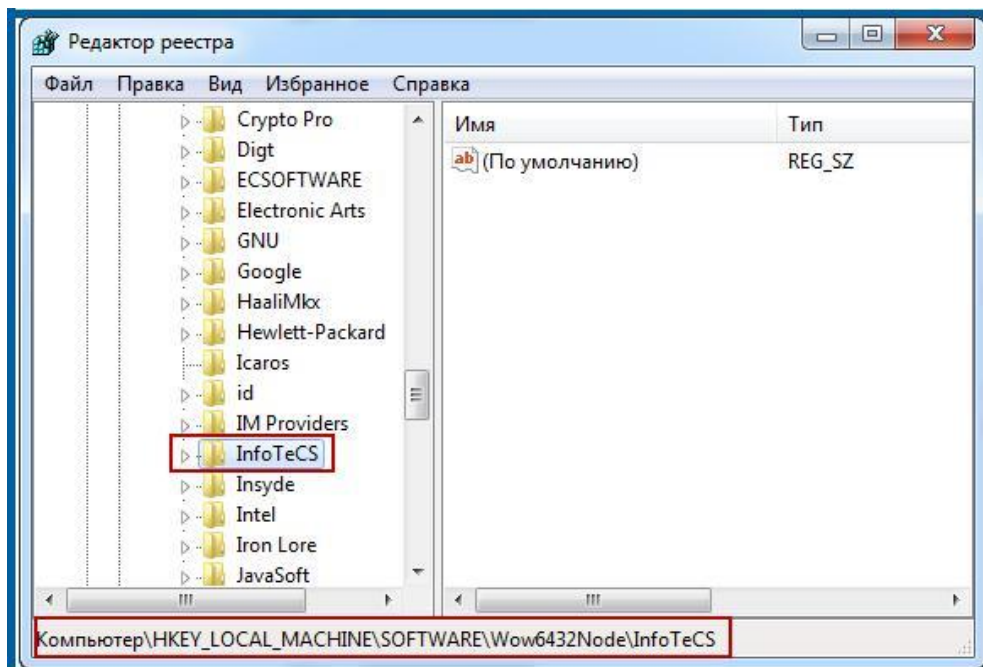 Редактор реестра
Файл Правка Вид Избранное Справка
Crypto Pro
Digt
ECSOFTWARE
Electronic Arts
GNU
Google
HaaliMkx
Hewlett-Packard
Icaros
id
IM Providers
InfoTeCS
Insyde
Intel
Iron Lore
JavaSoft
Имя Тип
ab (По умолчанию) REG_SZ
Компьютер\HKEY_LOCAL_MACHINE\SOFTWARE\Wow6432Node\InfoTeCS